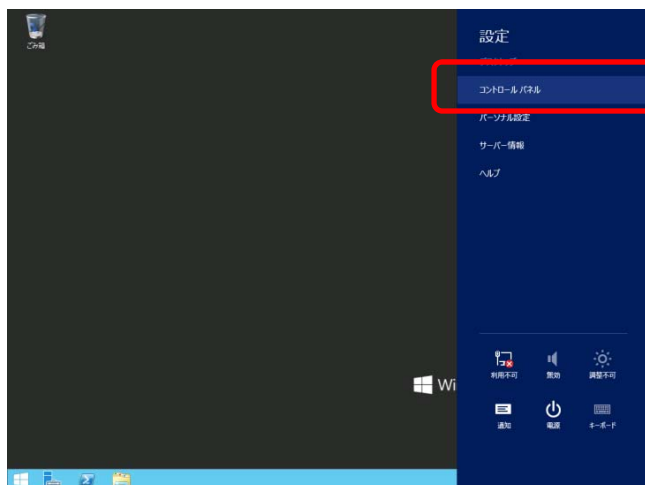 ごみ箱
設定
コントロール パネル
パーソナル設定
サーバー情報
ヘルプ
利用不可
無効
調整不可
Wi
通知
電源
キーボード